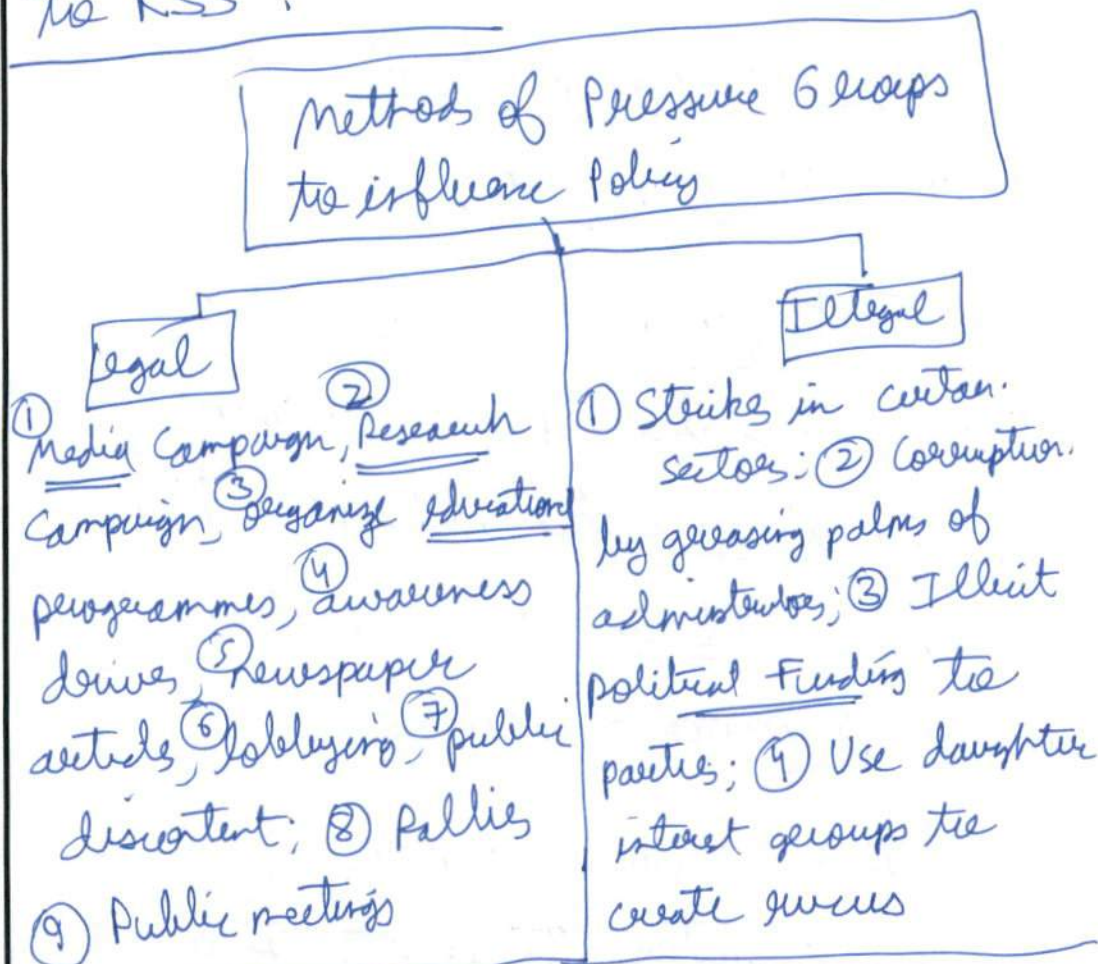 the RSS.
Methods of Pressure Groups
to influence Policy
Legal
① Media Campaign, ② Research
Campaign, ③ organize educational
programmes, ④ awareness
drives, ⑤ newspaper
articles, ⑥ lobbying, ⑦ public
discontent; ⑧ Rallies
⑨ Public meetings
Illegal
① Strikes in certain.
sectors; ② Corruption.
by greasing palms of
administrators; ③ Illicit
political Funding to
parties; ④ Use daughter
interest groups to
create ruckus